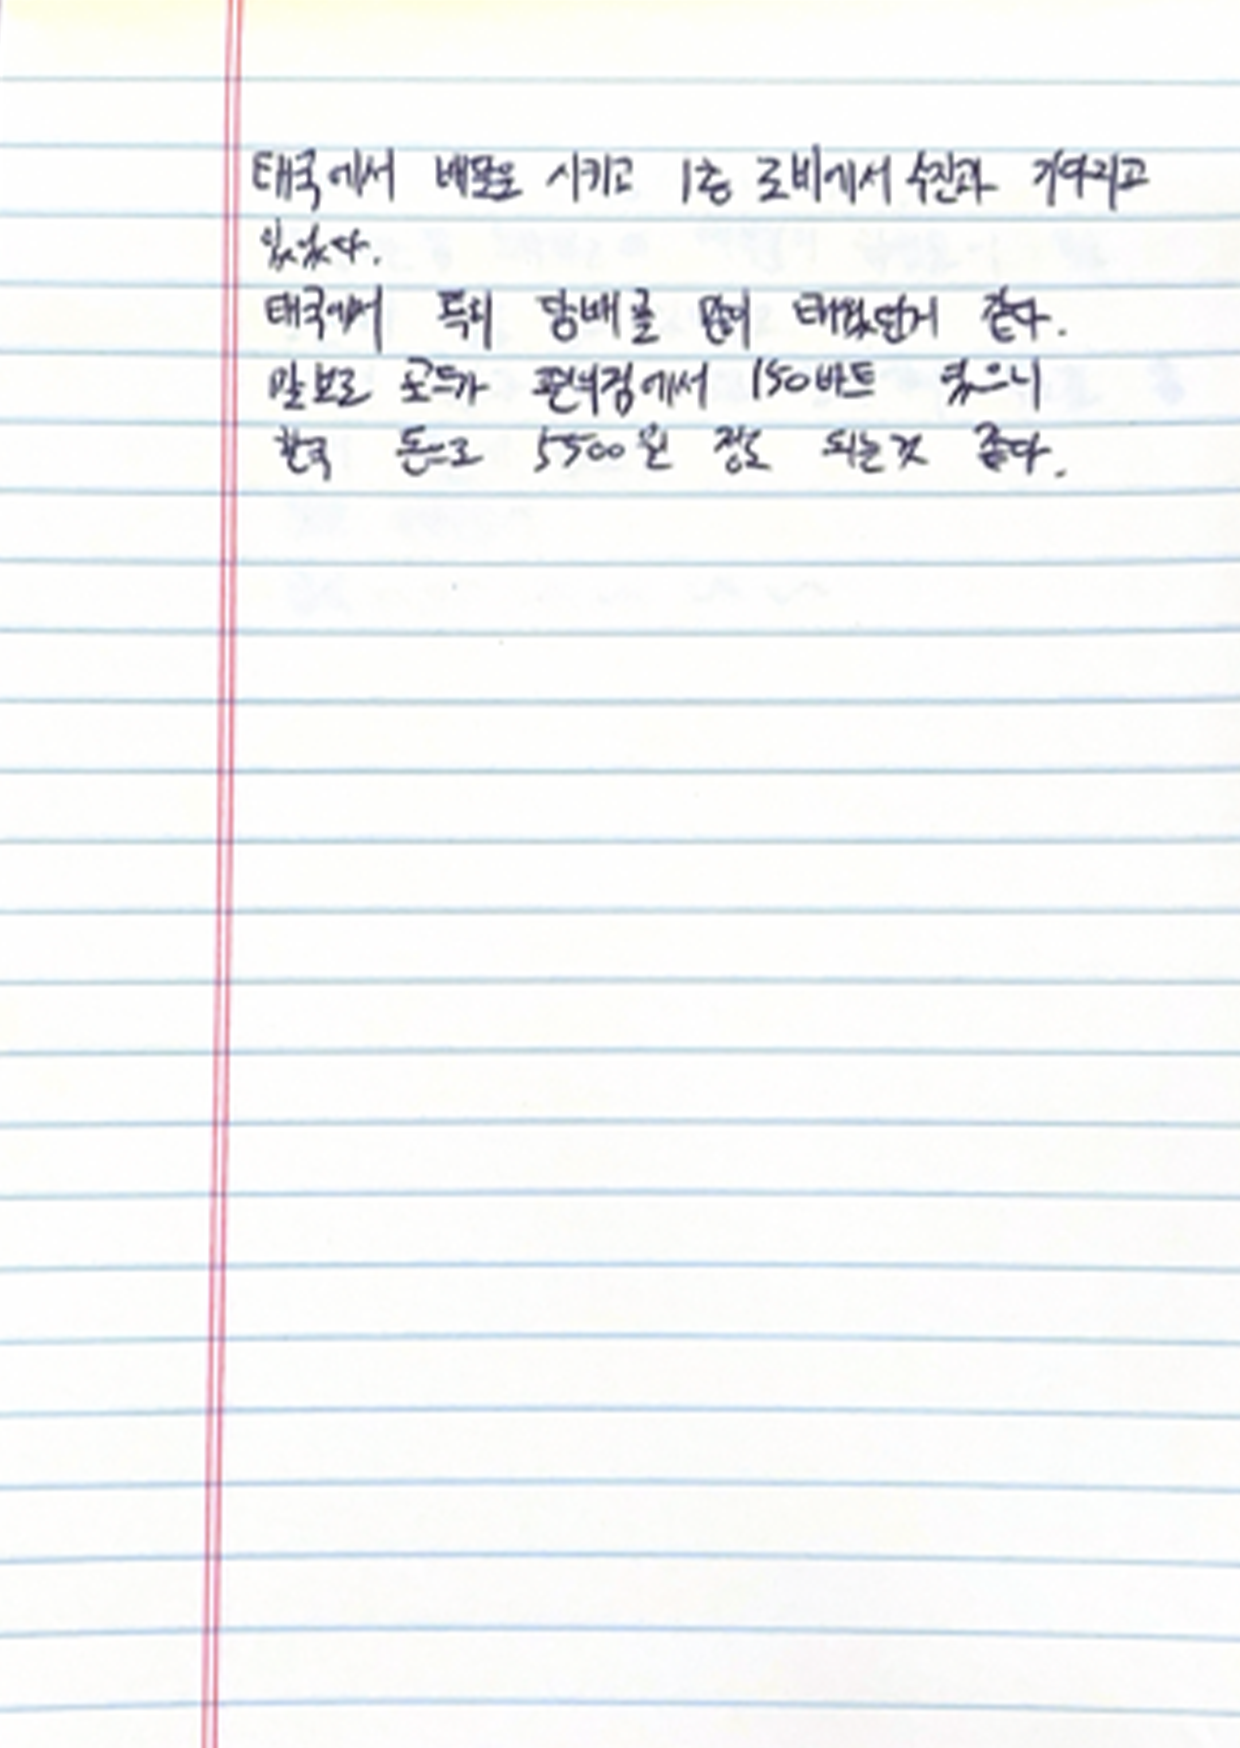 태국에서 배달을 시키고 1층 로비에서 수진과 기다리고
있었다.
태국에서 특히 담배를 많이 태웠던거 같다.
말보로 골드가 편의점에서 150바트 였으니
한국 돈으로 5500원 정도 되는것 같다.